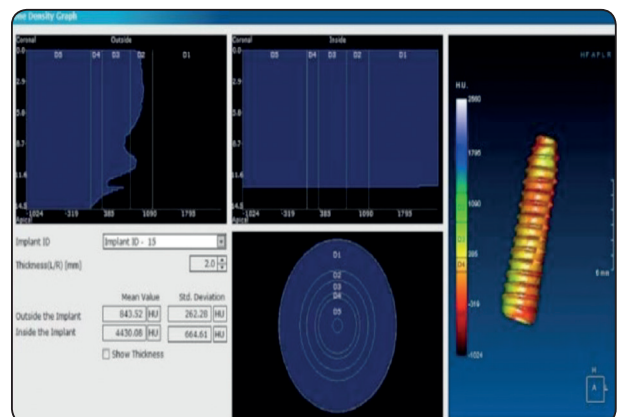 ne Density Graph
Coronal Outside
0.0 D5 D4 D3 D2 D1
2.9
5.8
8.7
11.6
14.5
Apical
-1024 -319 385 1090 1795
Coronal Inside
0.0 D5 D4 D3 D2 D1
2.9
5.8
8.7
11.6
14.5
Apical
-1024 -319 385 1090 1795
Implant ID Implant ID - 15
Thickness(L/R) [mm] 2.0
Mean Value Std. Deviation
Outside the Implant 843.52 HU 262.28 HU
Inside the Implant 4430.08 HU 664.61 HU
Show Thickness
D1
D2
D3
D4
D5
H.U.
1795
1090
385
D4
-319
-1024
6 mm
H
A